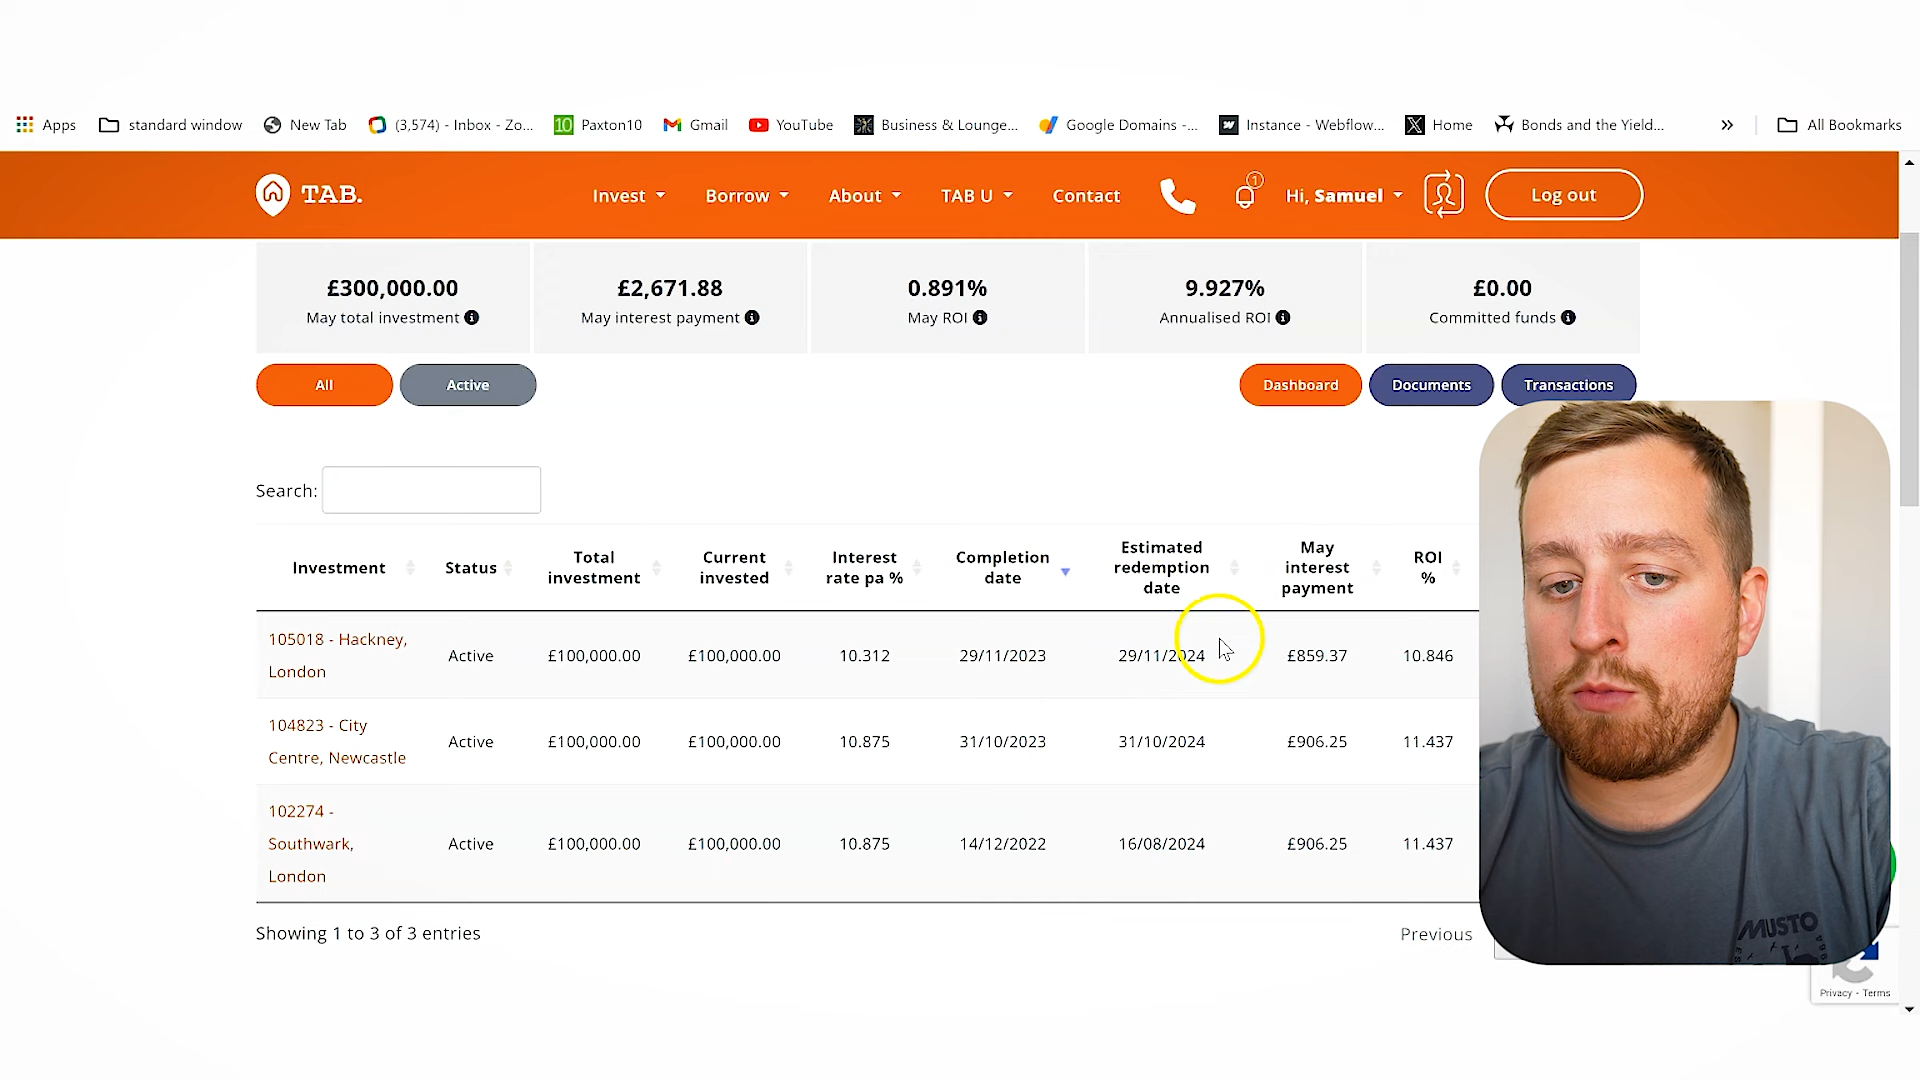 Apps standard window New Tab (3,574) - Inbox - Zo... Paxton10 Gmail YouTube Business & Lounge... Google Domains -... Instance - Webflow... Home Bonds and the Yield... » All Bookmarks
TAB. Invest Borrow About TAB U Contact 1 Hi, Samuel Log out
£300,000.00 £2,671.88 0.891% 9.927% £0.00
May total investment May interest payment May ROI Annualised ROI Committed funds
All Active Dashboard Documents Transactions
Search:
Investment Status Total investment Current invested Interest rate pa % Completion date Estimated redemption date May interest payment ROI %
105018 - Hackney, London Active £100,000.00 £100,000.00 10.312 29/11/2023 29/11/2024 £859.37 10.846
104823 - City Centre, Newcastle Active £100,000.00 £100,000.00 10.875 31/10/2023 31/10/2024 £906.25 11.437
102274 - Southwark, London Active £100,000.00 £100,000.00 10.875 14/12/2022 16/08/2024 £906.25 11.437
Showing 1 to 3 of 3 entries Previous
MUSTO
Privacy - Terms